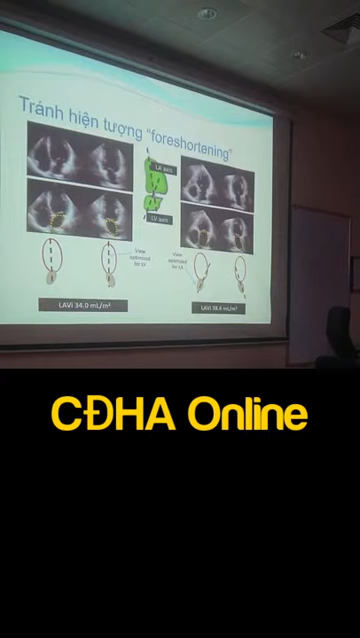 Tránh hiện tượng "foreshortening"
LA axis
LV axis
View
optimized
for LV
View
optimized
for LA
LAVI 34.0 mL/m²
LAVI 38.6 mL/m²
CĐHA Online